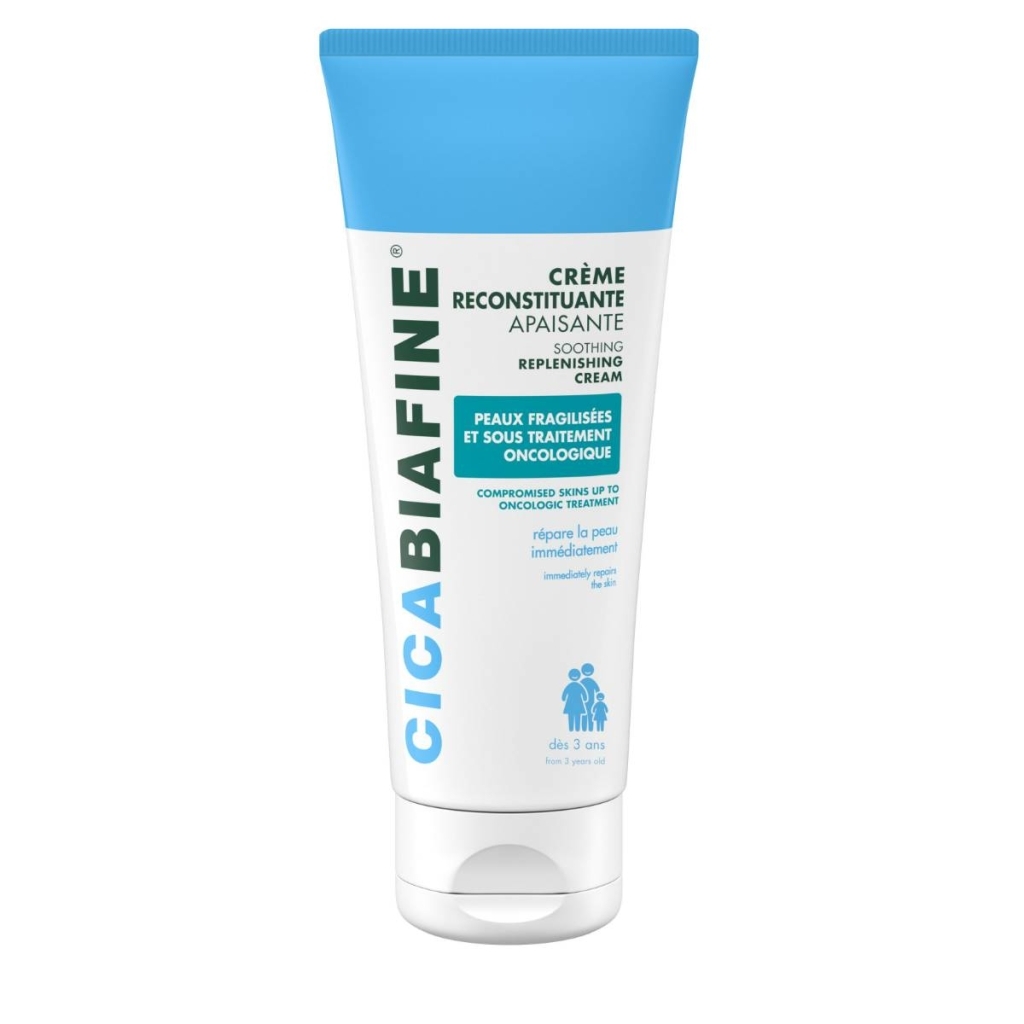 CICABIAFINE®
CRÈME
RECONSTITUANTE
APAISANTE
SOOTHING
REPLENISHING
CREAM
PEAUX FRAGILISÉES
ET SOUS TRAITEMENT
ONCOLOGIQUE
COMPROMISED SKINS UP TO
ONCOLOGIC TREATMENT
répare la peau
immédiatement
immediately repairs
the skin
dès 3 ans
from 3 years old